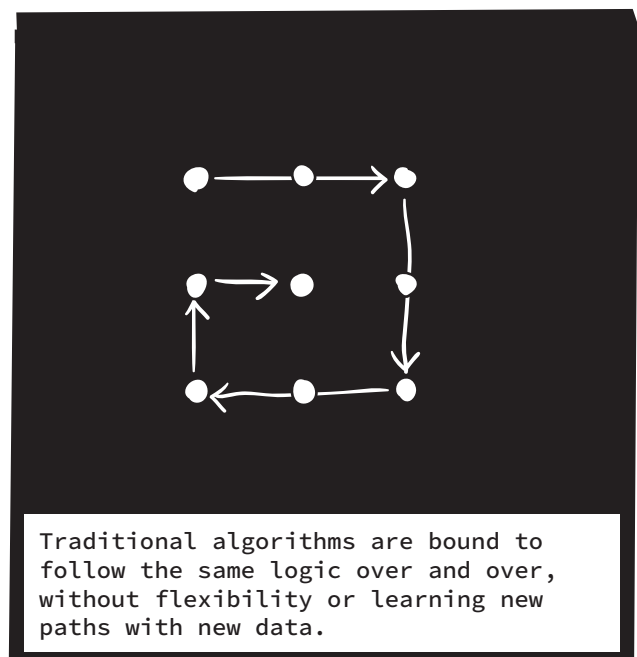 Traditional algorithms are bound to
follow the same logic over and over,
without flexibility or learning new
paths with new data.